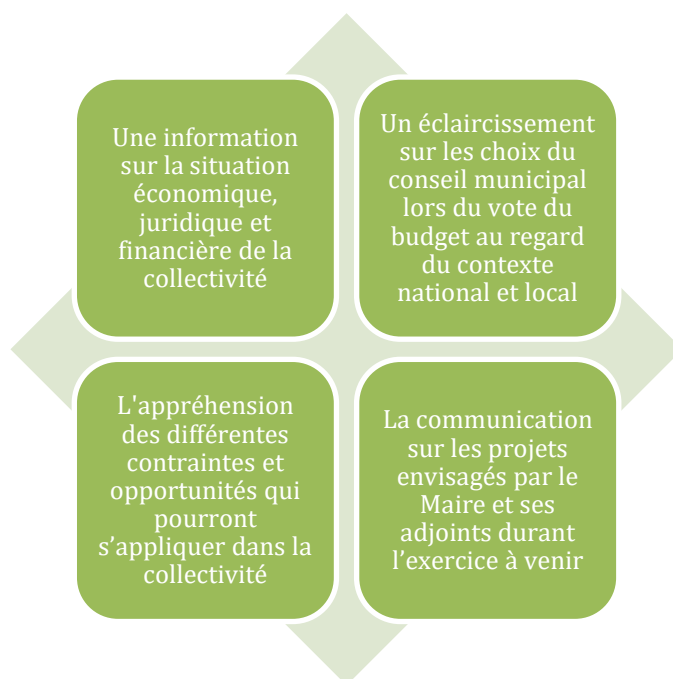 Une information
sur la situation
économique,
juridique et
financière de la
collectivité
Un éclaircissement
sur les choix du
conseil municipal
lors du vote du
budget au regard
du contexte
national et local
L'appréhension
des différentes
contraintes et
opportunités qui
pourront
s’appliquer dans la
collectivité
La communication
sur les projets
envisagés par le
Maire et ses
adjoints durant
l’exercice à venir